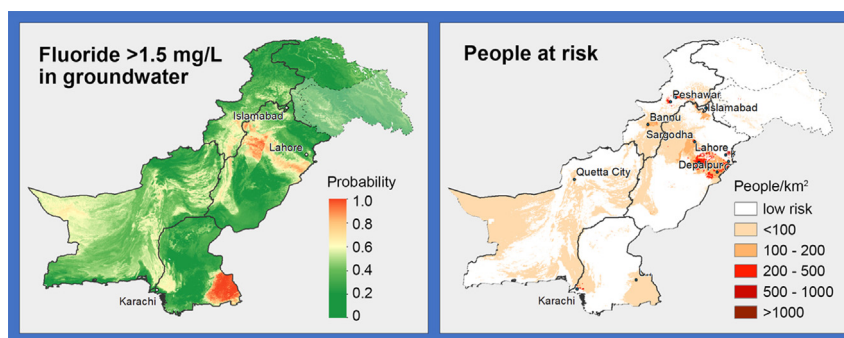 Fluoride >1.5 mg/L
in groundwater
Islamabad
Lahore
Karachi
Probability
1.0
0.8
0.6
0.4
0.2
0
People at risk
Peshawar
Islamabad
Banou
Sargodha
Lahore
Depalpur
Quetta City
Karachi
People/km²
low risk
<100
100 - 200
200 - 500
500 - 1000
>1000